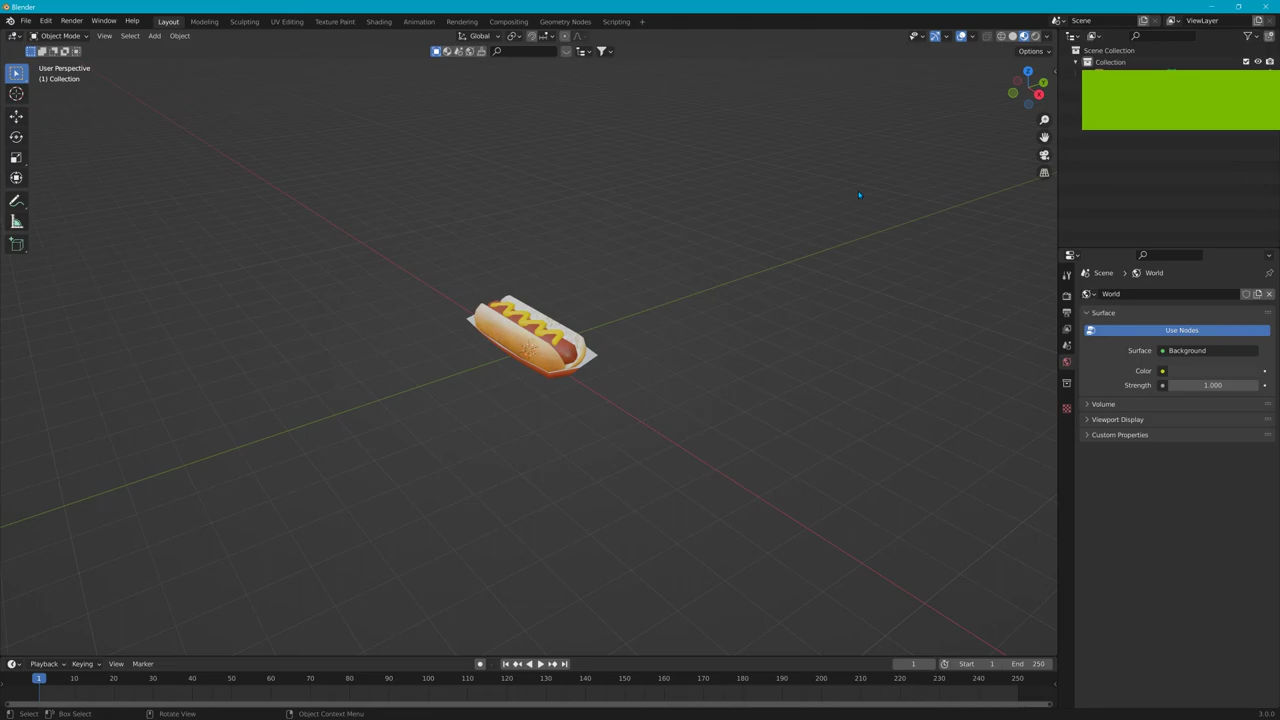 Blender
File Edit Render Window Help Layout Modeling Sculpting UV Editing Texture Paint Shading Animation Rendering Compositing Geometry Nodes Scripting + Scene ViewLayer
Object Mode View Select Add Object Global
Options
User Perspective
(1) Collection
Scene Collection
Collection
Z
Y
X
Scene > World
World
Surface
Use Nodes
Surface Background
Color
Strength 1.000
Volume
Viewport Display
Custom Properties
Playback Keying View Marker 1 Start 1 End 250
1 10 20 30 40 50 60 70 80 90 100 110 120 130 140 150 160 170 180 190 200 210 220 230 240 250
Select Box Select Rotate View Object Context Menu 3.0.0